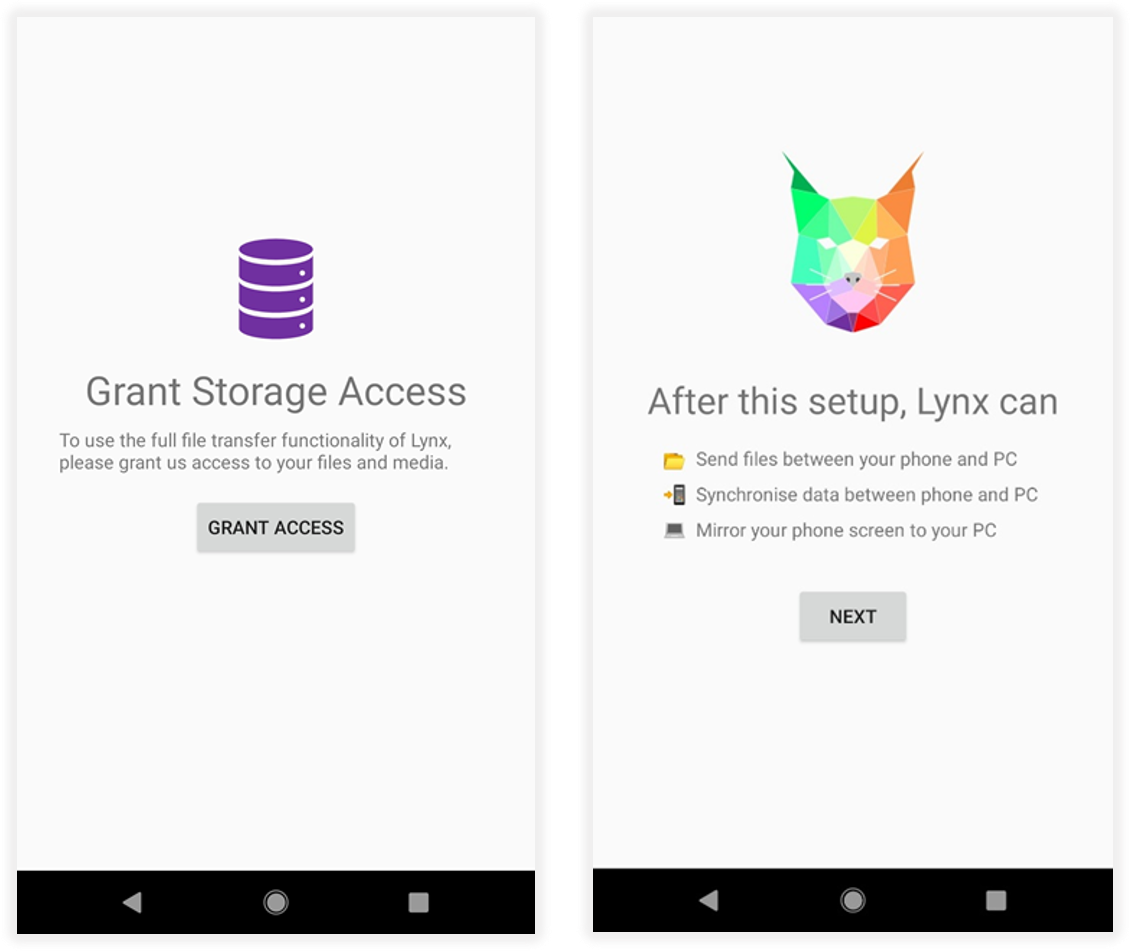 Grant Storage Access
To use the full file transfer functionality of Lynx,
please grant us access to your files and media.
GRANT ACCESS
After this setup, Lynx can
Send files between your phone and PC
Synchronise data between phone and PC
Mirror your phone screen to your PC
NEXT